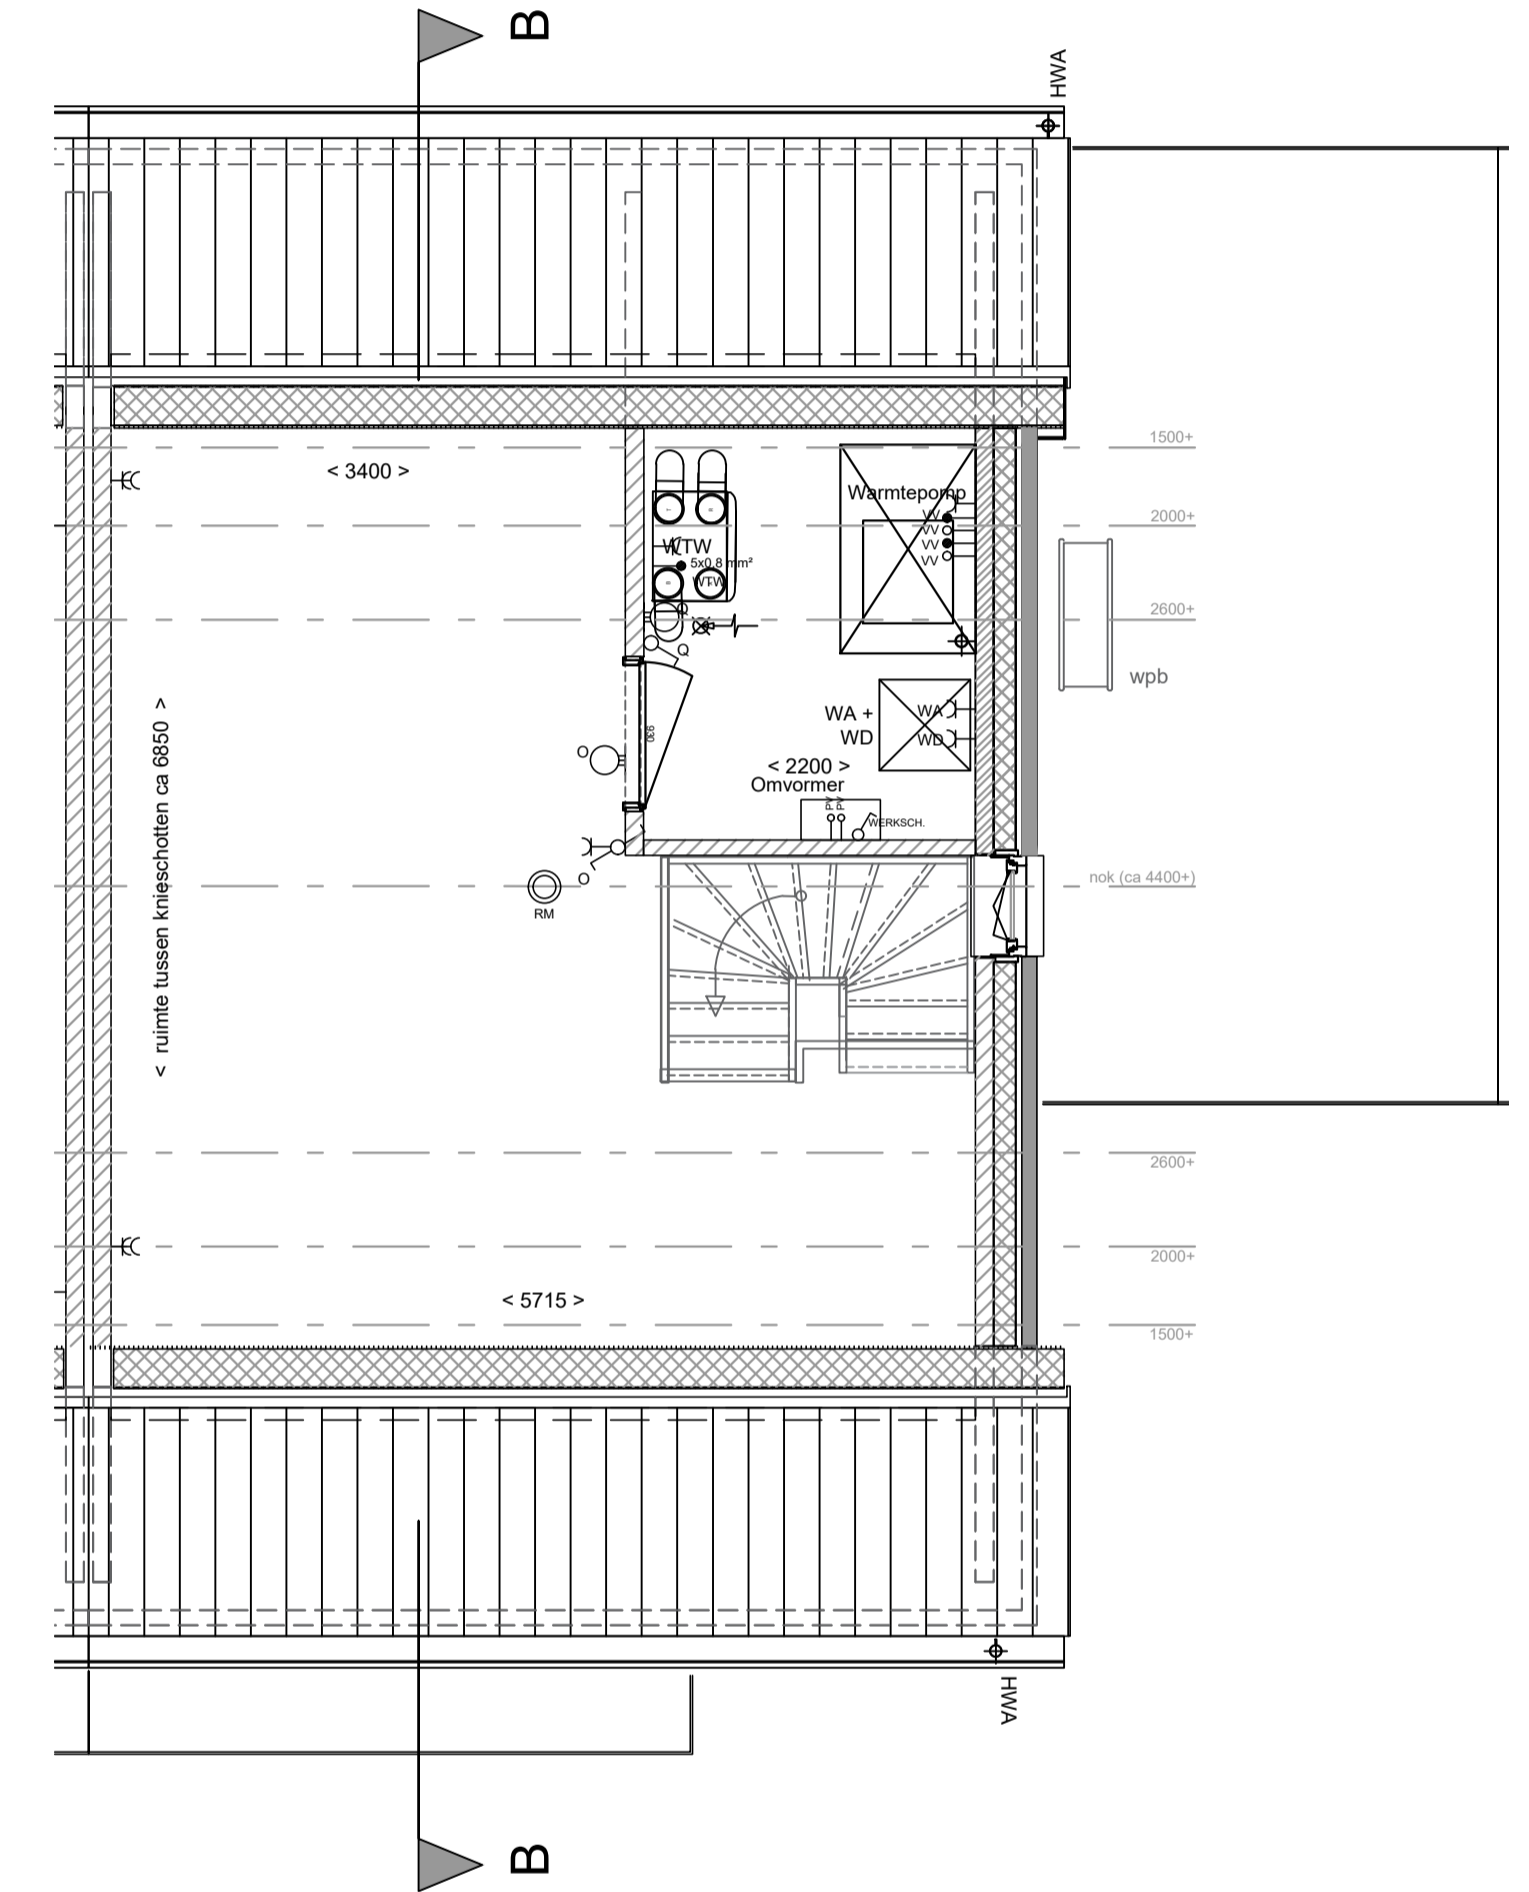 B
HWA
1500+
< 3400 >
Warmtepomp
2000+
VV
VV
VV
VV
WTW
5x0.8 mm²
WTW
2600+
Q
Q
wpb
< ruimte tussen knieschotten ca 6850 >
WA +
WD
WA
WD
930
O
< 2200 >
Omvormer
PV
PV
WERKSCH.
O
RM
nok (ca 4400+)
2600+
2000+
< 5715 >
1500+
HWA
B